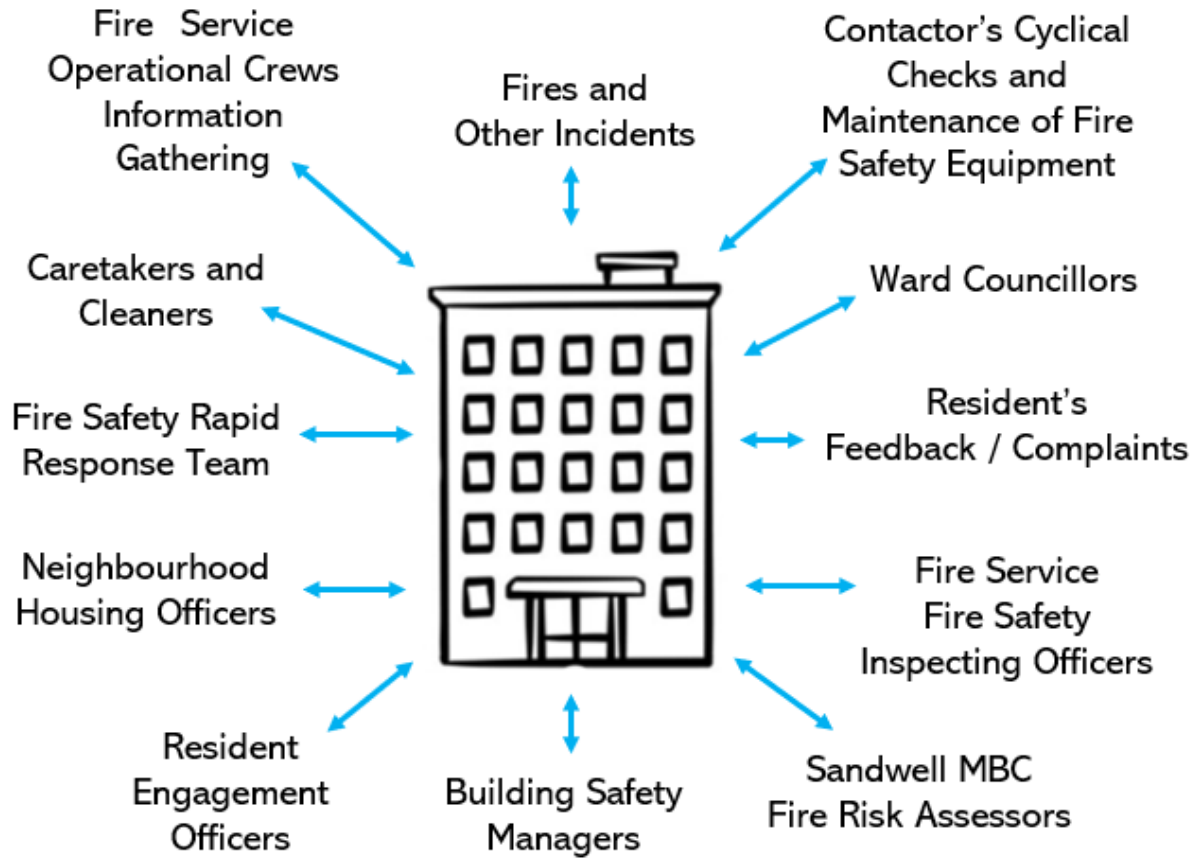 Fire Service
Operational Crews
Information
Gathering
Fires and
Other Incidents
Contactor's Cyclical
Checks and
Maintenance of Fire
Safety Equipment
Caretakers and
Cleaners
Ward Councillors
Fire Safety Rapid
Response Team
Resident's
Feedback / Complaints
Neighbourhood
Housing Officers
Fire Service
Fire Safety
Inspecting Officers
Resident
Engagement
Officers
Building Safety
Managers
Sandwell MBC
Fire Risk Assessors